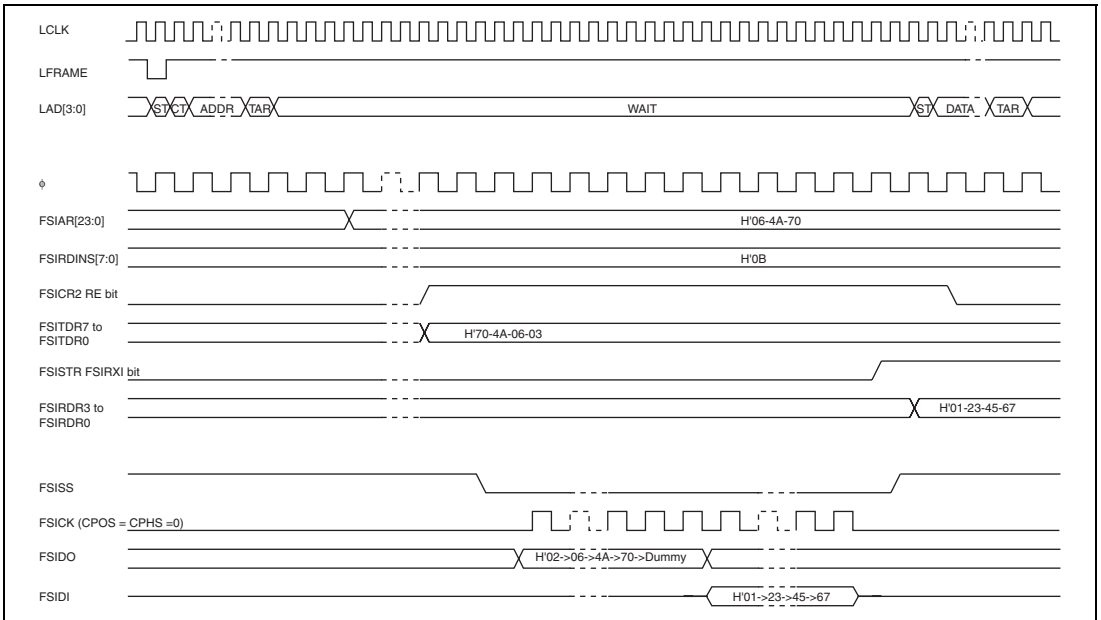 LCLK
LFRAME
LAD[3:0] ST CT ADDR TAR WAIT ST DATA TAR
ϕ
FSIAR[23:0] H'06-4A-70
FSIRDINS[7:0] H'0B
FSICR2 RE bit
FSITDR7 to
FSITDR0
H'70-4A-06-03
FSISTR FSIRXI bit
FSIRDR3 to
FSIRDR0
H'01-23-45-67
FSISS
FSICK (CPOS = CPHS =0)
FSIDO H'02->06->4A->70->Dummy
FSIDI H'01->23->45->67